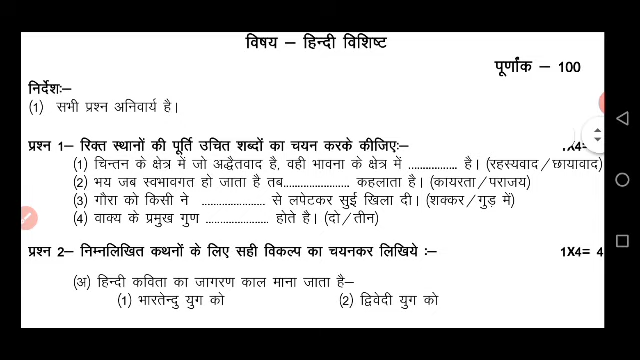 विषय – हिन्दी विशिष्ट
पूर्णांक – 100
निर्देशः–
(1) सभी प्रश्न अनिवार्य है।
प्रश्न 1– रिक्त स्थानों की पूर्ति उचित शब्दों का चयन करके कीजिएः– 1X4=
(1) चिन्तन के क्षेत्र में जो अद्वैतवाद है, वही भावना के क्षेत्र में ................. है। (रहस्यवाद/छायावाद)
(2) भय जब स्वभावगत हो जाता है तब...................... कहलाता है। (कायरता/पराजय)
(3) गौरा को किसी ने ..................... से लपेटकर सुई खिला दी। (शक्कर/गुड़ में)
(4) वाक्य के प्रमुख गुण ..................... होते है। (दो/तीन)
प्रश्न 2– निम्नलिखित कथनों के लिए सही विकल्प का चयनकर लिखिये :– 1X4= 4
(अ) हिन्दी कविता का जागरण काल माना जाता है–
(1) भारतेन्दु युग को (2) द्विवेदी युग को